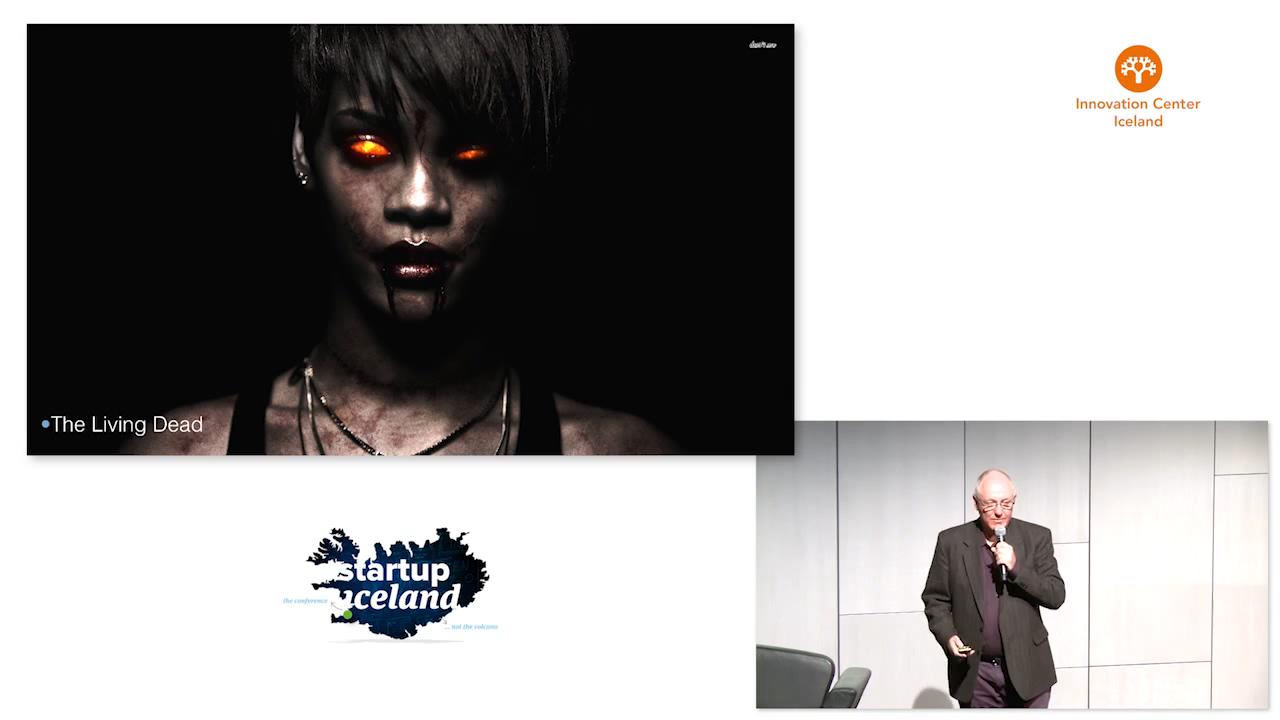 Innovation Center
Iceland
•The Living Dead
startup
iceland
the conference
... not the volcano